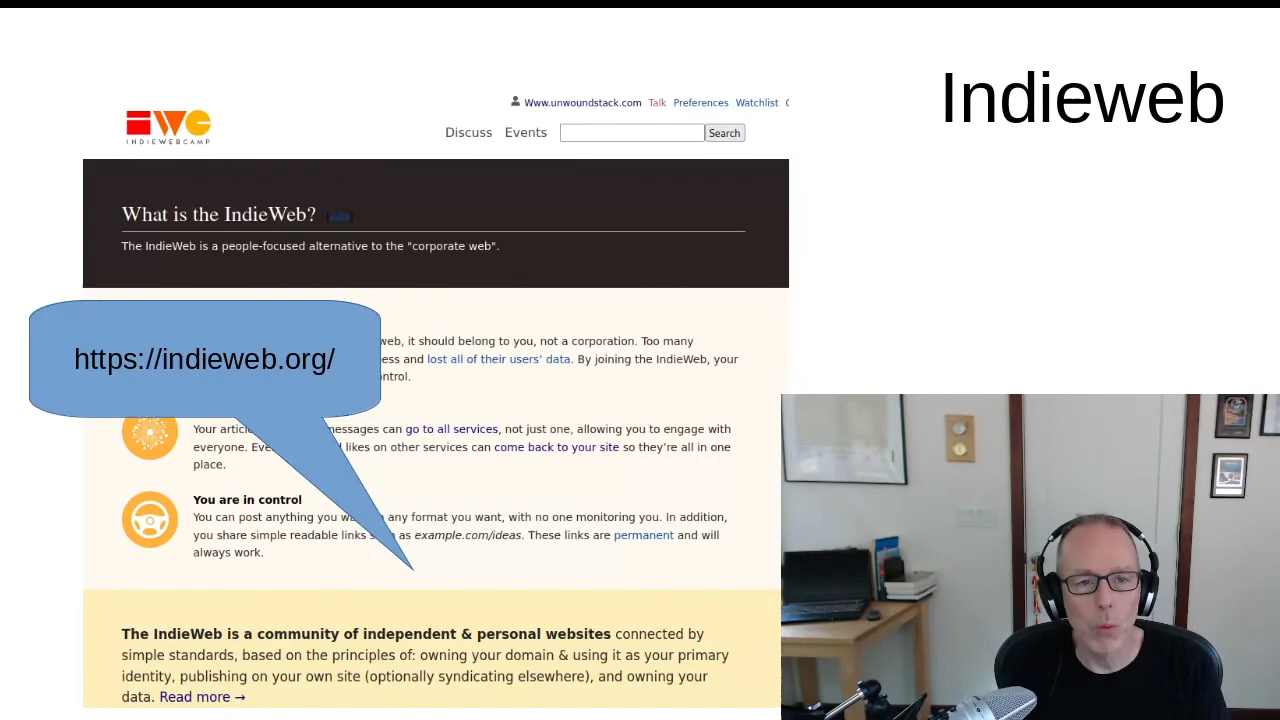 Indieweb
Www.unwoundstack.com Talk Preferences Watchlist
IWC
INDIEWEBCAMP
Discuss Events Search
What is the IndieWeb? [edit]
The IndieWeb is a people-focused alternative to the "corporate web".
web, it should belong to you, not a corporation. Too many
ess and lost all of their users' data. By joining the IndieWeb, your
ntrol.
https://indieweb.org/
Your messages can go to all services, not just one, allowing you to engage with
everyone. likes on other services can come back to your site so they're all in one
place.
You are in control
You can post anything you any format you want, with no one monitoring you. In addition,
you share simple readable links as example.com/ideas. These links are permanent and will
always work.
The IndieWeb is a community of independent & personal websites connected by
simple standards, based on the principles of: owning your domain & using it as your primary
identity, publishing on your own site (optionally syndicating elsewhere), and owning your
data. Read more →